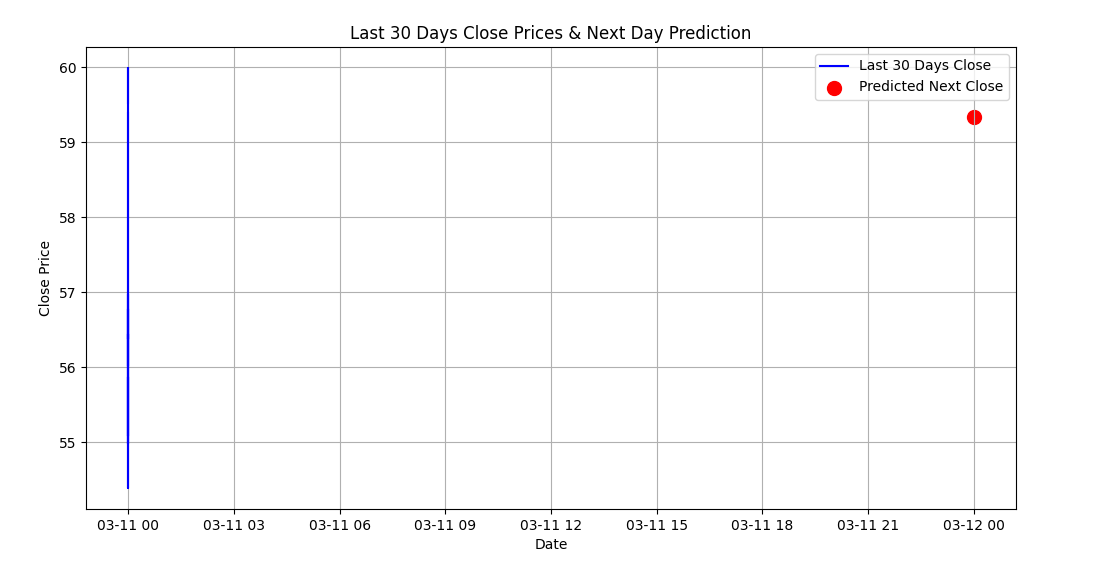 Last 30 Days Close Prices & Next Day Prediction
Last 30 Days Close
Predicted Next Close
Close Price
60
59
58
57
56
55
03-11 00 03-11 03 03-11 06 03-11 09 03-11 12 03-11 15 03-11 18 03-11 21 03-12 00
Date